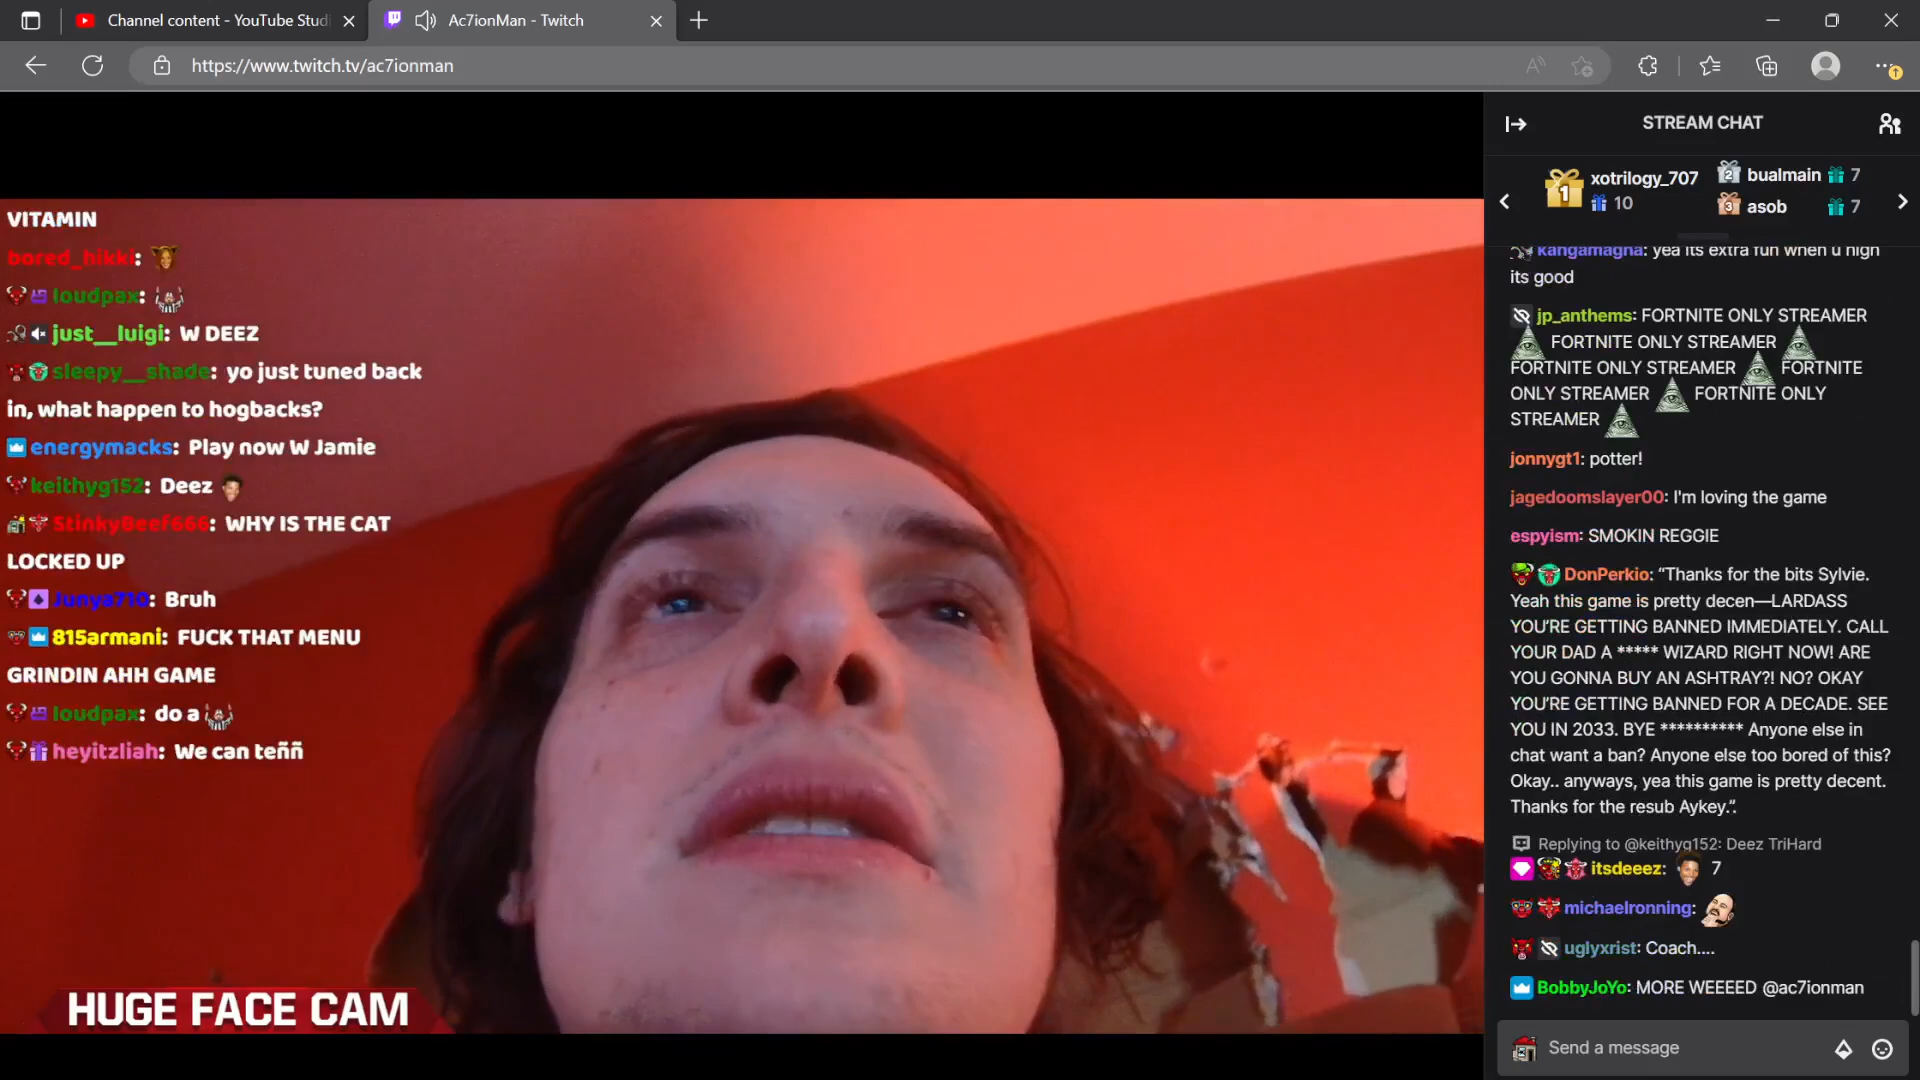 Channel content - YouTube Studi
Ac7ionMan - Twitch
https://www.twitch.tv/ac7ionman
VITAMIN
bored_hikki:
loudpax:
just__luigi: W DEEZ
sleepy__shade: yo just tuned back
in, what happen to hogbacks?
energymacks: Play now W Jamie
keithyg152: Deez
StinkyBeef666: WHY IS THE CAT
LOCKED UP
Junya710: Bruh
815armani: FUCK THAT MENU
GRINDIN AHH GAME
loudpax: do a
heyitzliah: We can teññ
HUGE FACE CAM
STREAM CHAT
1 xotrilogy_707
10
2 bualmain 7
3 asob 7
kangamagna: yea its extra fun when u high
its good
jp_anthems: FORTNITE ONLY STREAMER
FORTNITE ONLY STREAMER
FORTNITE ONLY STREAMER FORTNITE
ONLY STREAMER FORTNITE ONLY
STREAMER
jonnygt1: potter!
jagedoomslayer00: I'm loving the game
espyism: SMOKIN REGGIE
DonPerkio: “Thanks for the bits Sylvie.
Yeah this game is pretty decen—LARDASS
YOU’RE GETTING BANNED IMMEDIATELY. CALL
YOUR DAD A ***** WIZARD RIGHT NOW! ARE
YOU GONNA BUY AN ASHTRAY?! NO? OKAY
YOU’RE GETTING BANNED FOR A DECADE. SEE
YOU IN 2033. BYE ********** Anyone else in
chat want a ban? Anyone else too bored of this?
Okay.. anyways, yea this game is pretty decent.
Thanks for the resub Aykey.”.
Replying to @keithyg152: Deez TriHard
itsdeeez: 7
michaelronning:
uglyxrist: Coach....
BobbyJoYo: MORE WEEEED @ac7ionman
Send a message